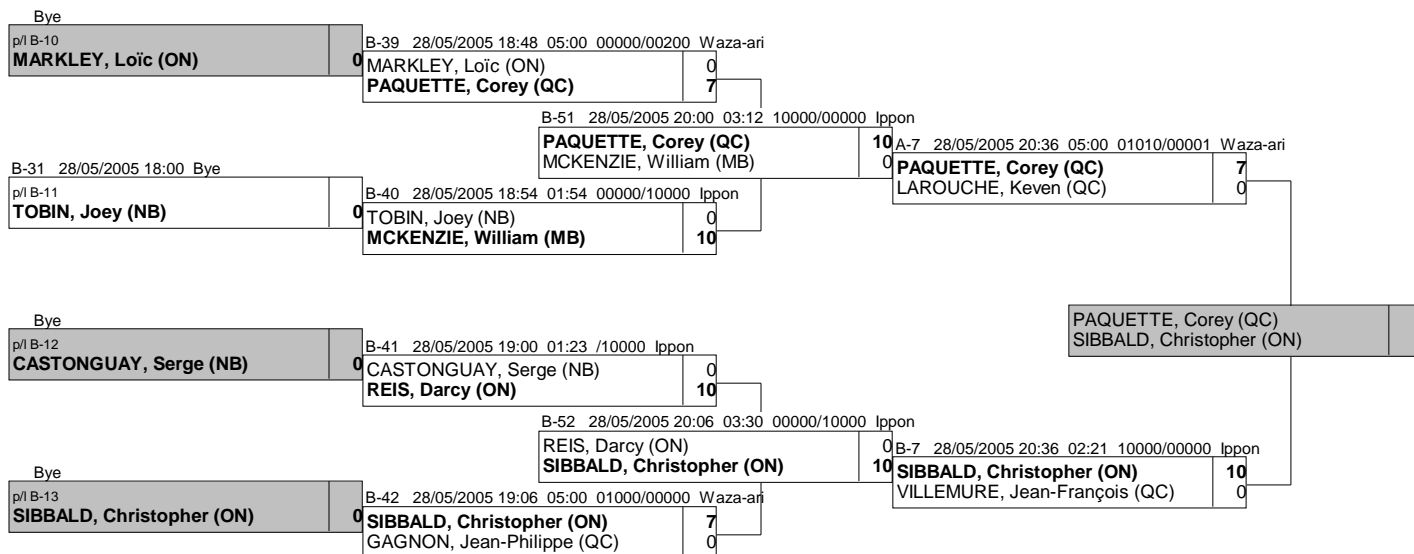 Bye
p/l B-10
MARKLEY, Loïc (ON) 0
B-39 28/05/2005 18:48 05:00 00000/00200 Waza-ari
MARKLEY, Loïc (ON) 0
PAQUETTE, Corey (QC) 7
B-51 28/05/2005 20:00 03:12 10000/00000 Ippon
PAQUETTE, Corey (QC) 10
MCKENZIE, William (MB) 0
A-7 28/05/2005 20:36 05:00 01010/00001 Waza-ari
PAQUETTE, Corey (QC) 7
LAROUCHE, Keven (QC) 0
B-31 28/05/2005 18:00 Bye
p/l B-11
TOBIN, Joey (NB) 0
B-40 28/05/2005 18:54 01:54 00000/10000 Ippon
TOBIN, Joey (NB) 0
MCKENZIE, William (MB) 10
PAQUETTE, Corey (QC)
SIBBALD, Christopher (ON)
Bye
p/l B-12
CASTONGUAY, Serge (NB) 0
B-41 28/05/2005 19:00 01:23 /10000 Ippon
CASTONGUAY, Serge (NB) 0
REIS, Darcy (ON) 10
B-52 28/05/2005 20:06 03:30 00000/10000 Ippon
REIS, Darcy (ON) 0
SIBBALD, Christopher (ON) 10
B-7 28/05/2005 20:36 02:21 10000/00000 Ippon
SIBBALD, Christopher (ON) 10
VILLEMURE, Jean-François (QC) 0
Bye
p/l B-13
SIBBALD, Christopher (ON) 0
B-42 28/05/2005 19:06 05:00 01000/00000 Waza-ari
SIBBALD, Christopher (ON) 7
GAGNON, Jean-Philippe (QC) 0